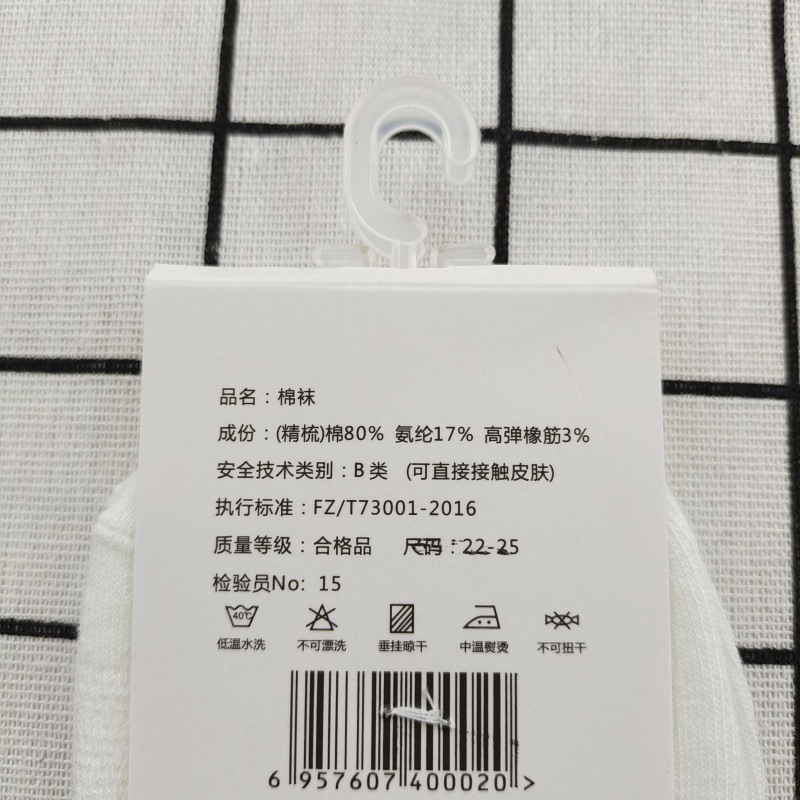 品名：棉袜
成份：(精梳)棉80% 氨纶17% 高弹橡筋3%
安全技术类别：B类 (可直接接触皮肤)
执行标准：FZ/T73001-2016
质量等级：合格品 尺码：22-25
检验员No: 15
40℃
低温水洗 不可漂洗 垂挂晾干 中温熨烫 不可扭干
6 957607 400020 >